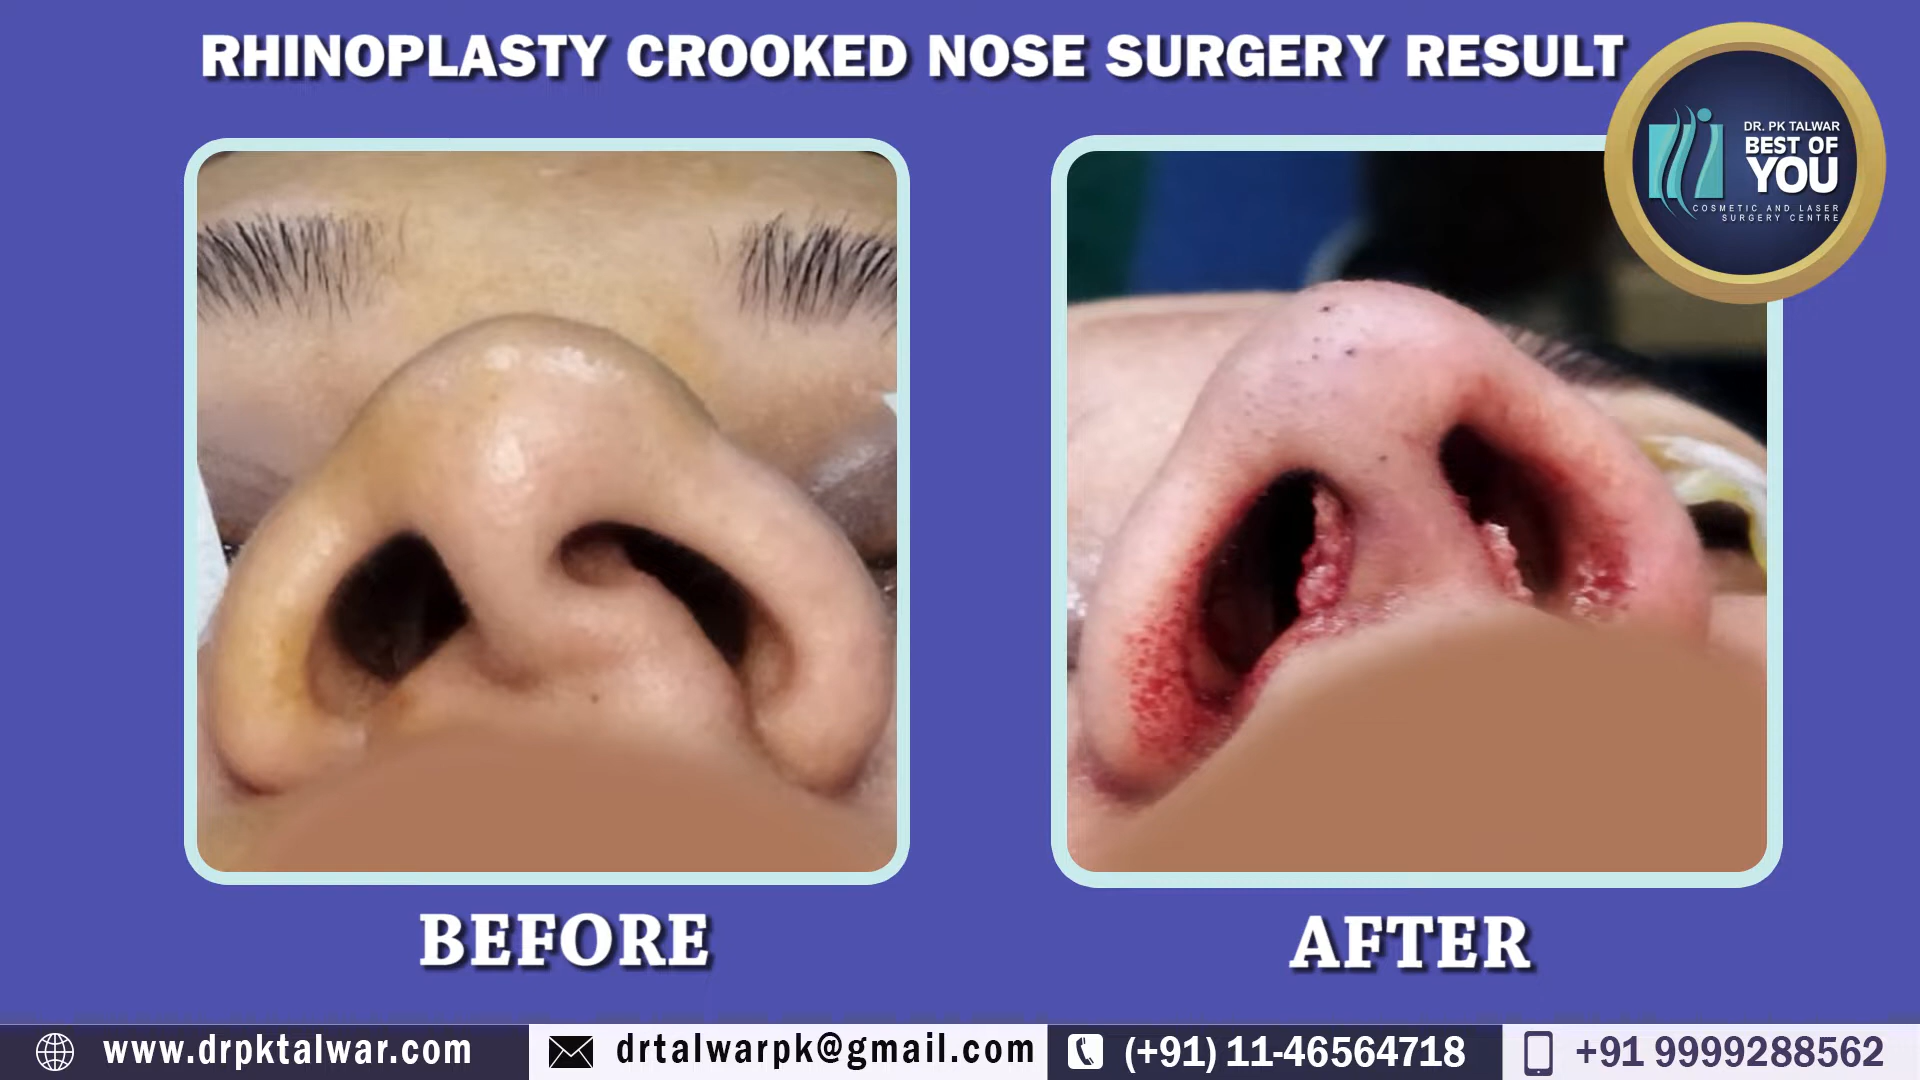 RHINOPLASTY CROOKED NOSE SURGERY RESULT
DR. PK TALWAR
BEST OF
YOU
COSMETIC AND LASER
SURGERY CENTRE
BEFORE
AFTER
www.drpktalwar.com
drtalwarpk@gmail.com
(+91) 11-46564718
+91 9999288562